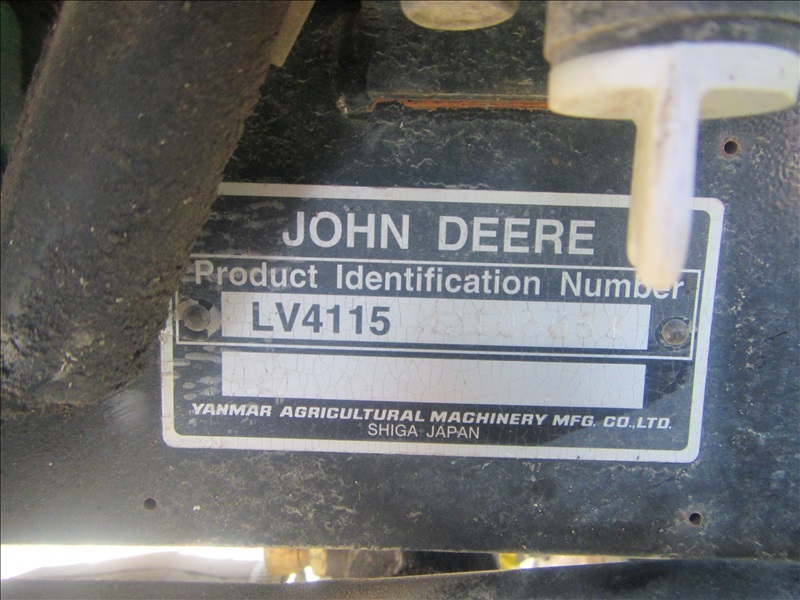 JOHN DEERE
Product Identification Number
LV4115
YANMAR AGRICULTURAL MACHINERY MFG. CO.,LTD.
SHIGA JAPAN